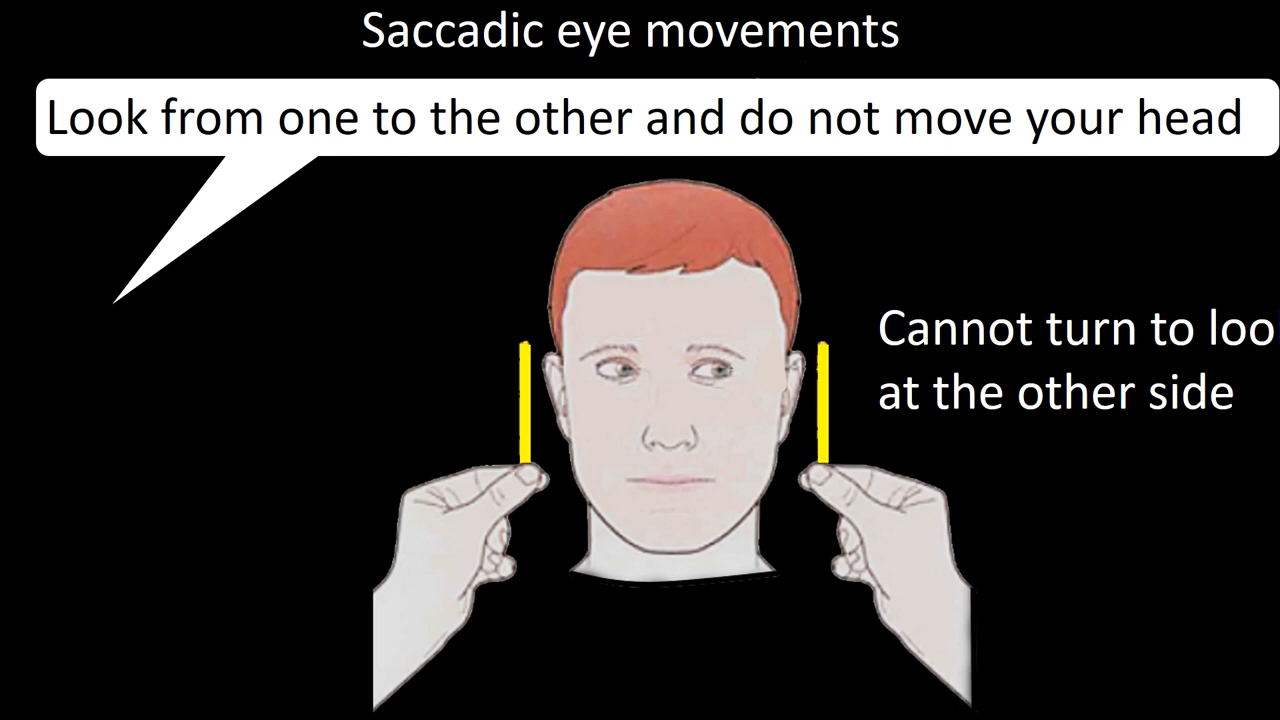 Saccadic eye movements
Look from one to the other and do not move your head
Cannot turn to loo
at the other side